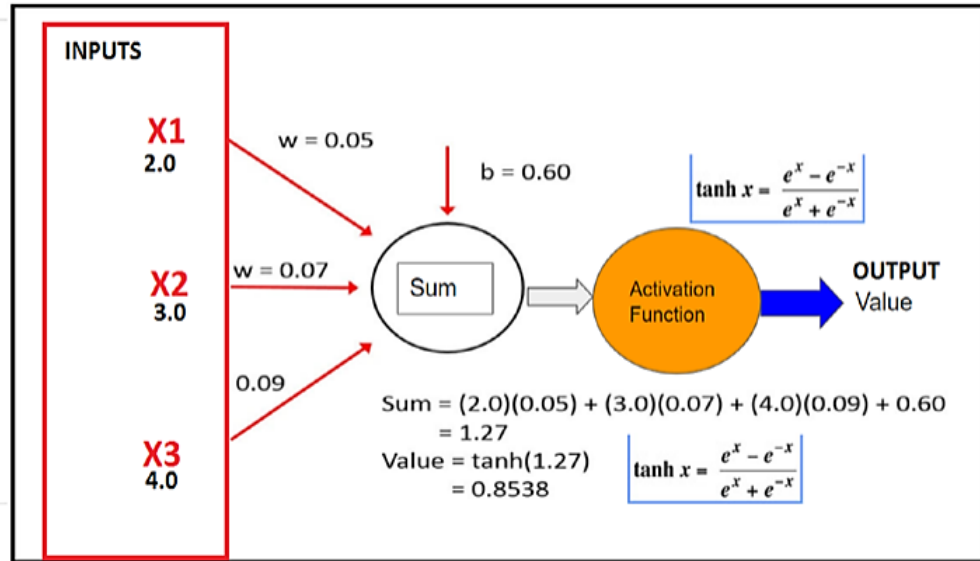 INPUTS
X1
2.0
w = 0.05
b = 0.60
tanh x = (e^x − e^−x) / (e^x + e^−x)
X2
3.0
w = 0.07
Sum
Activation
Function
OUTPUT
Value
0.09
X3
4.0
Sum = (2.0)(0.05) + (3.0)(0.07) + (4.0)(0.09) + 0.60
= 1.27
Value = tanh(1.27)
= 0.8538
tanh x = (e^x − e^−x) / (e^x + e^−x)